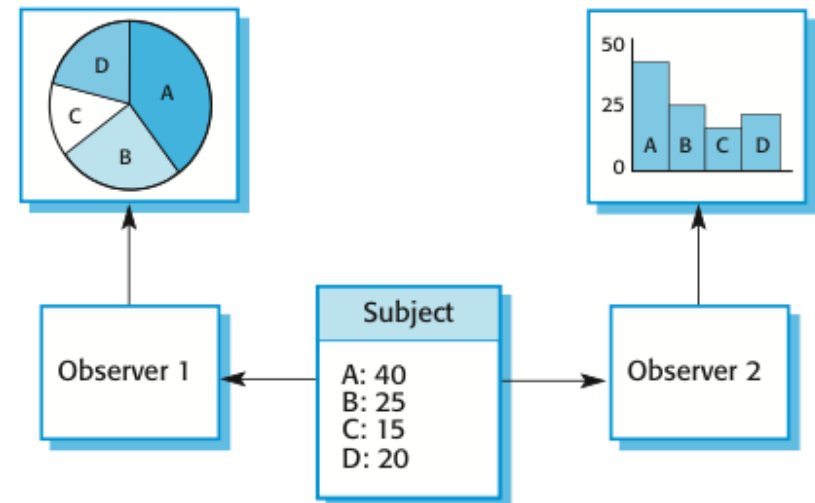 D
A
C
B
50
25
0
A B C D
Observer 1
Subject
A: 40
B: 25
C: 15
D: 20
Observer 2